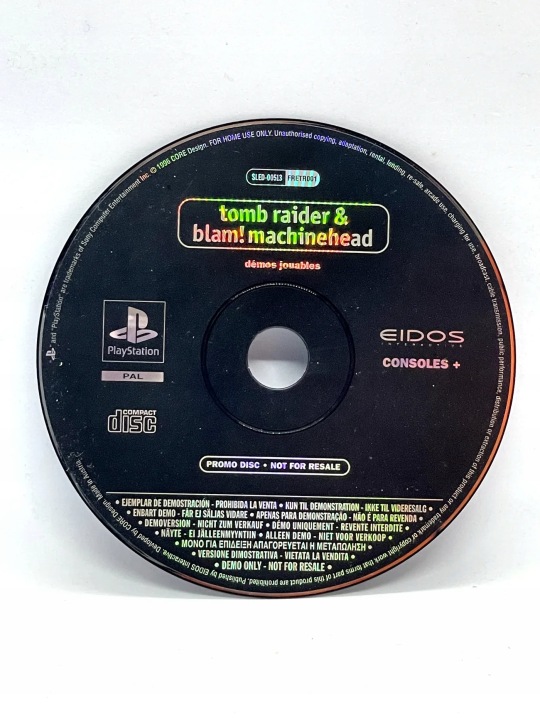 SLED-00513 FRETR001
tomb raider &
blam! machinehead
démos jouables
PlayStation
PAL
COMPACT
disc
EIDOS
INTERACTIVE
CONSOLES +
PROMO DISC • NOT FOR RESALE
• EJEMPLAR DE DEMOSTRACIÓN - PROHIBIDA LA VENTA • KUN TIL DEMONSTRATION - IKKE TIL VIDERESALG •
• ENDART DEMO - FÅR EJ SÄLJAS VIDARE • APENAS PARA DEMONSTRAÇÃO - NÃO É PARA REVENDA •
• DEMOVERSION - NICHT ZUM VERKAUF • DÉMO UNIQUEMENT - REVENTE INTERDITE •
• NÄYTE - EI JÄLLEENMYYNTIIN • ALLEEN DEMO - NIET VOOR VERKOOP •
• ΜΟΝΟ ΓΙΑ ΕΠΙΔΕΙΞΗ ΑΠΑΓΟΡΕΥΕΤΑΙ Η ΜΕΤΑΠΩΛΗΣΗ •
VERSIONE DIMOSTRATIVA - VIETATA LA VENDITA •
• DEMO ONLY - NOT FOR RESALE •
and "PlayStation" are trademarks of Sony Computer Entertainment Inc. © 1996 CORE Design. FOR HOME USE ONLY. Unauthorised copying, adaptation, rental, lending, re-sale, arcade use, charging for use, broadcast, cable transmission, public performance, distribution or extraction of this product or any trademark or copyright work that forms part of this product are prohibited. Published by EIDOS Interactive. Developed by CORE Design. Made in Austria.